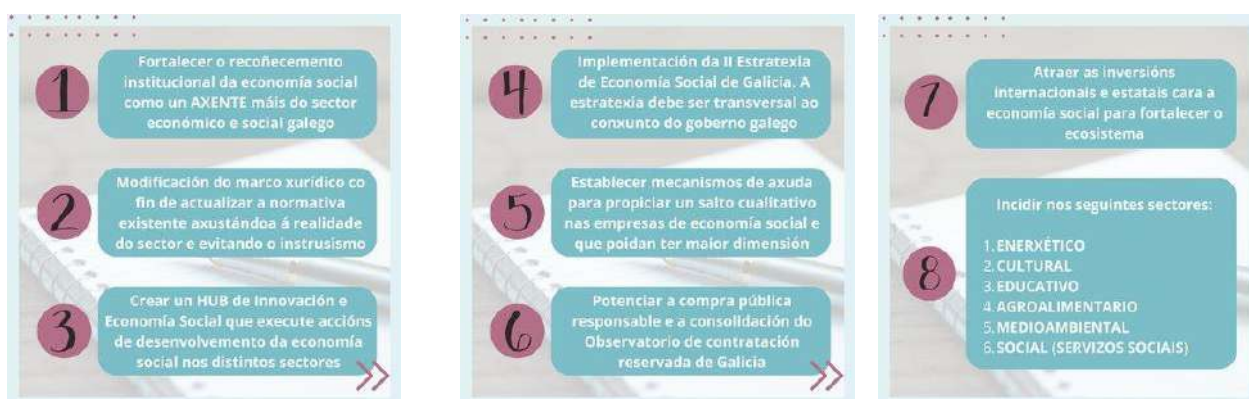 1
Fortalecer o recoñecemento
institucional da economía social
como un AXENTE máis do sector
económico e social galego
2
Modificación do marco xurídico co
fin de actualizar a normativa
existente axustándoa á realidade
do sector e evitando o instrusismo
3
Crear un HUB de Innovación e
Economía Social que execute accións
de desenvolvemento da economía
social nos distintos sectores
4
Implementación da II Estratexia
de Economía Social de Galicia. A
estratexia debe ser transversal ao
conxunto do goberno galego
5
Establecer mecanismos de axuda
para propiciar un salto cualitativo
nas empresas de economía social e
que poidan ter maior dimensión
6
Potenciar a compra pública
responsable e a consolidación do
Observatorio de contratación
reservada de Galicia
7
Atraer as inversións
internacionais e estatais cara a
economía social para fortalecer o
ecosistema
8
Incidir nos seguintes sectores:
1. ENERXÉTICO
2. CULTURAL
3. EDUCATIVO
4. AGROALIMENTARIO
5. MEDIOAMBIENTAL
6. SOCIAL (SERVIZOS SOCIAIS)